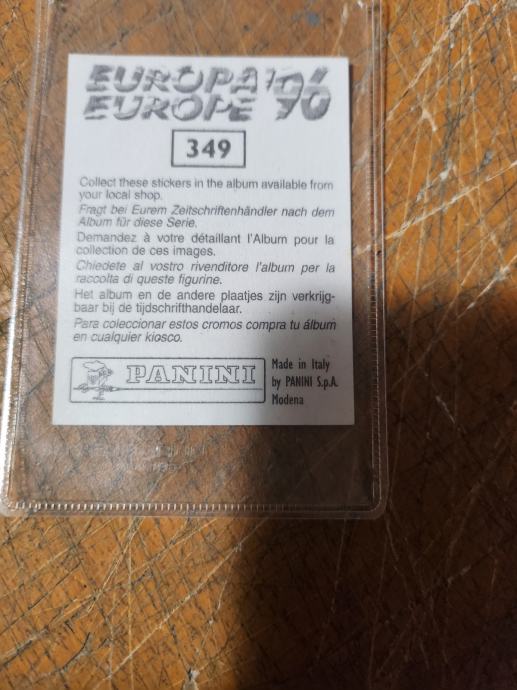 EUROPA '96
EUROPE
349
Collect these stickers in the album available from
your local shop.
Fragt bei Eurem Zeitschriftenhändler nach dem
Album für diese Serie.
Demandez à votre détaillant l'Album pour la
collection de ces images.
Chiedete al vostro rivenditore l'album per la
raccolta di queste figurine.
Het album en de andere plaatjes zijn verkrijg-
baar bij de tijdschrifthandelaar.
Para coleccionar estos cromos compra tu álbum
en cualquier kiosco.
PANINI
Made in Italy
by PANINI S.p.A.
Modena